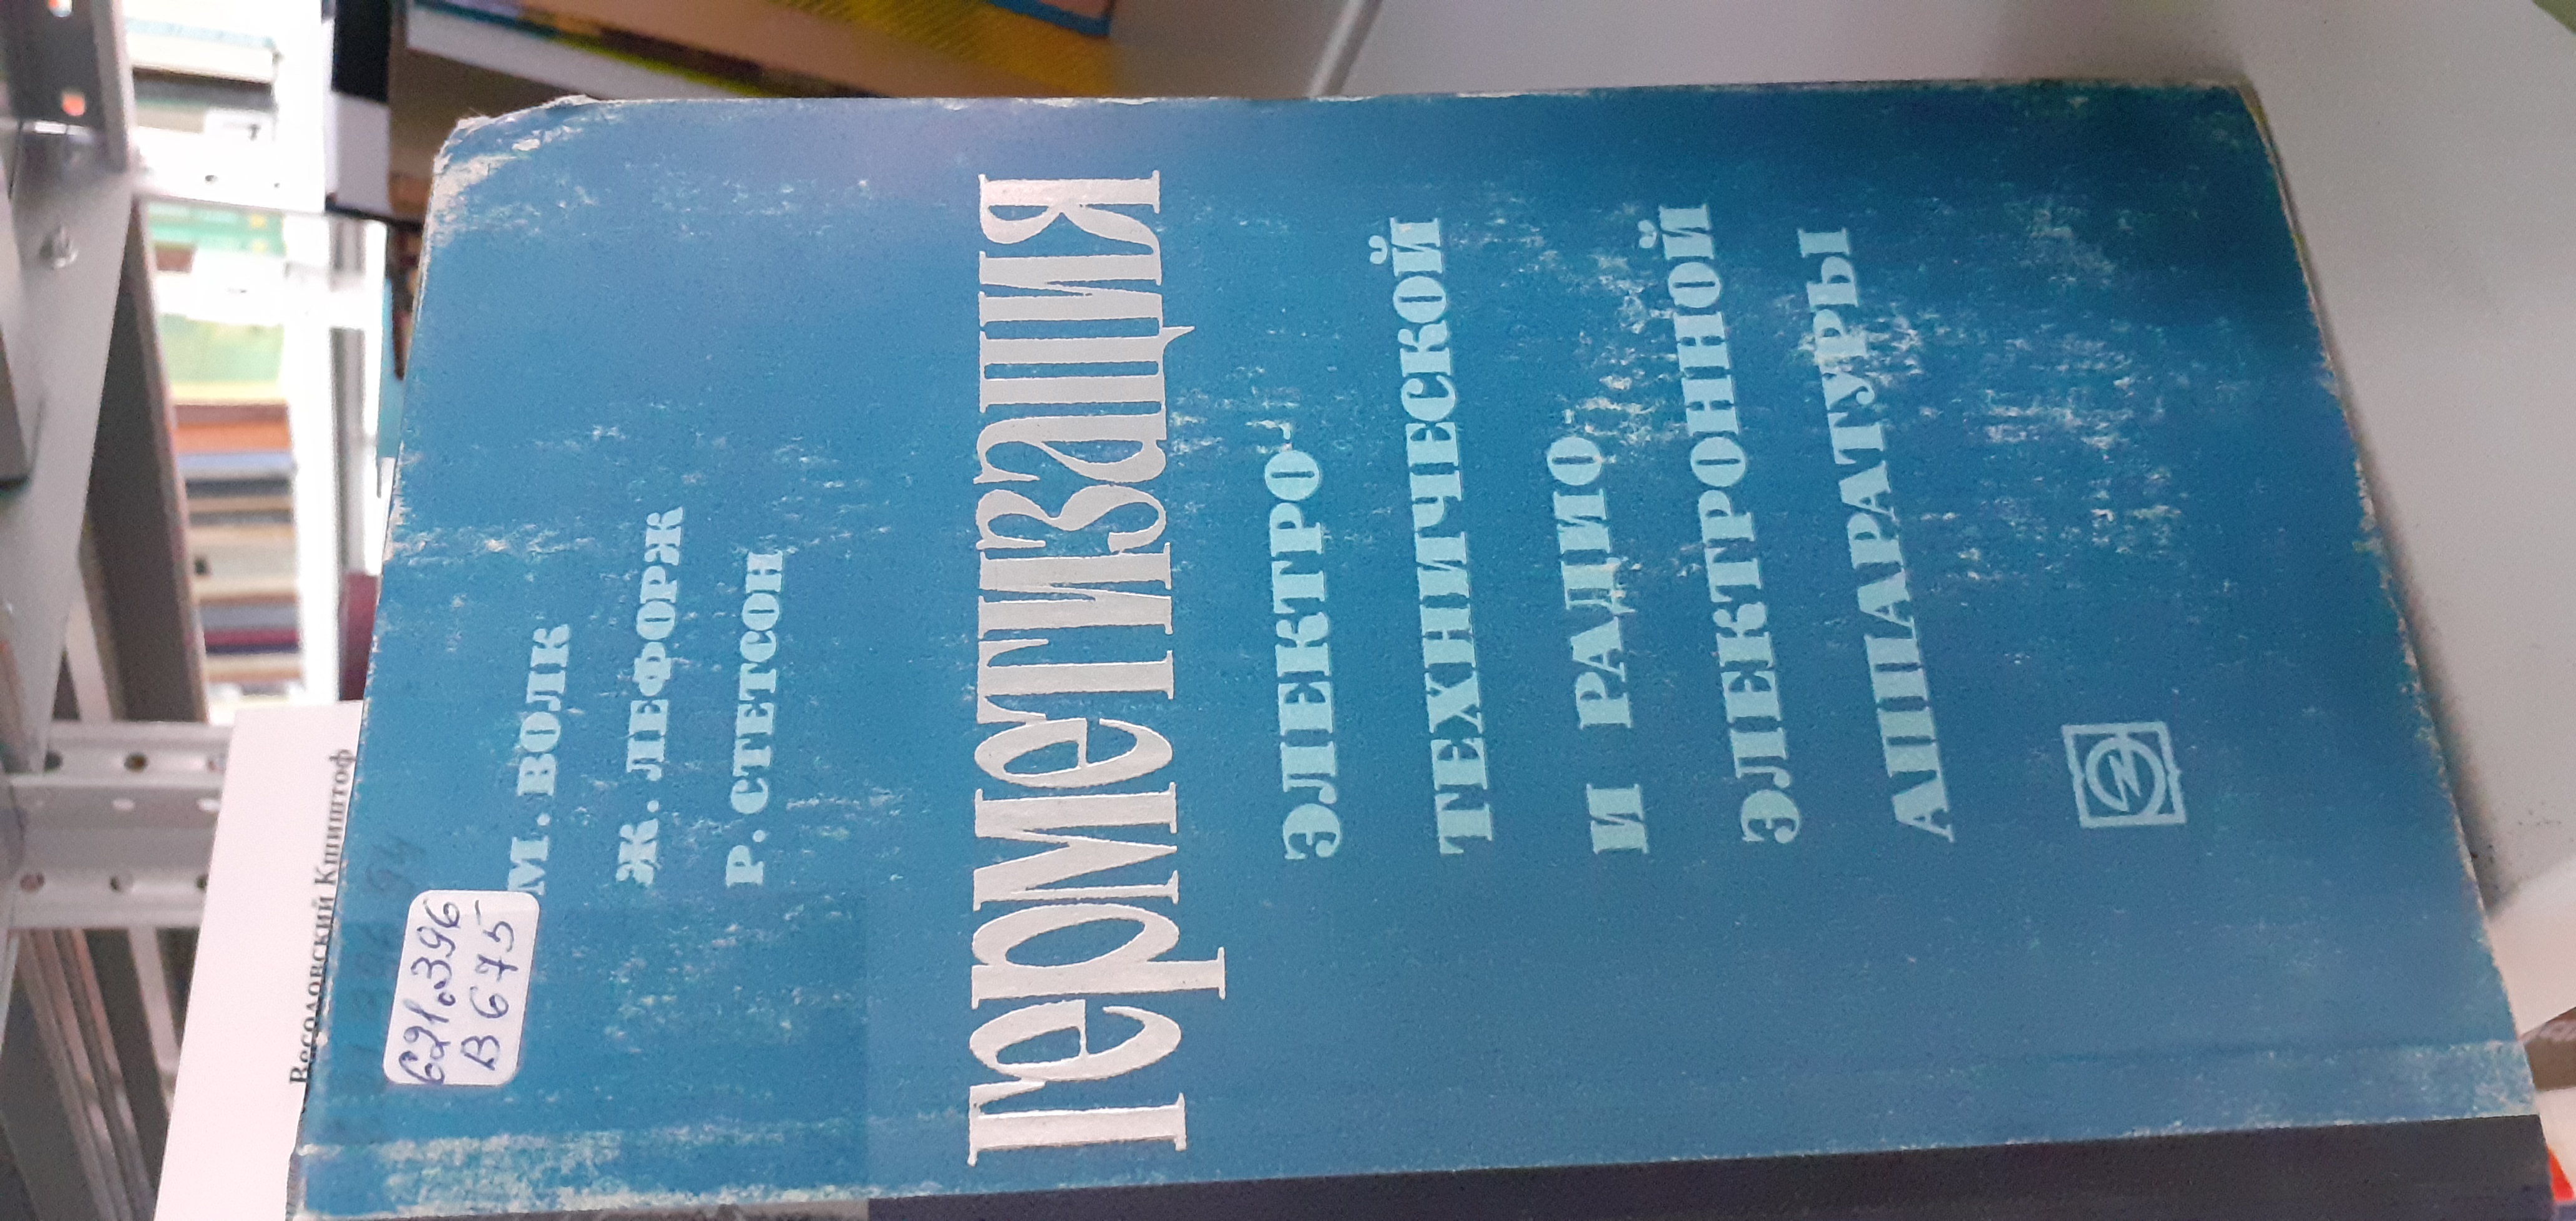 621.396
В 675
М. ВОЛК
Ж. ЛЕФОРЖ
Р. СТЕТСОН
Герметизация
ЭЛЕКТРО-
ТЕХНИЧЕСКОЙ
И РАДИО-
ЭЛЕКТРОННОЙ
АППАРАТУРЫ
Весоловский Кшиштоф